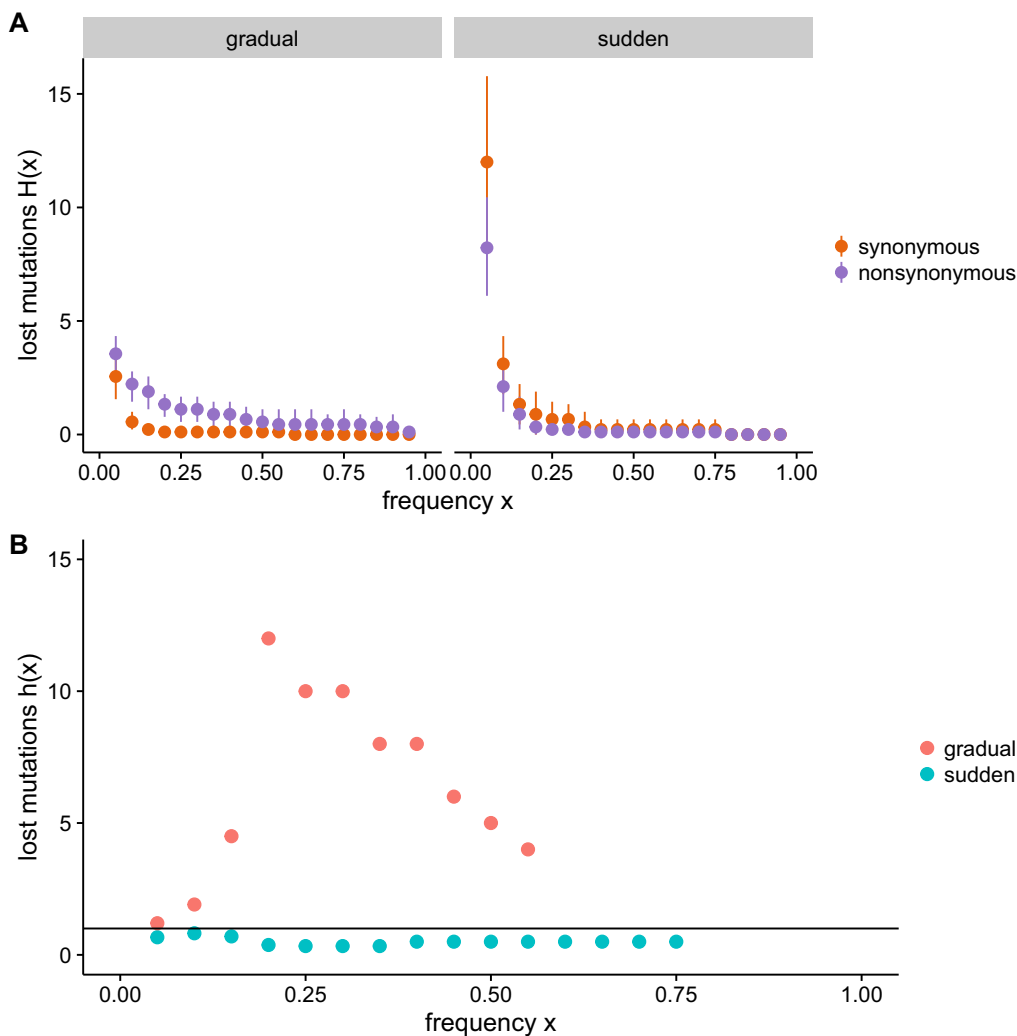 A
gradual
sudden
lost mutations H(x)
15
10
5
0
0.00 0.25 0.50 0.75 1.00
0.00 0.25 0.50 0.75 1.00
frequency x
synonymous
nonsynonymous
B
lost mutations h(x)
15
10
5
0
0.00 0.25 0.50 0.75 1.00
frequency x
gradual
sudden